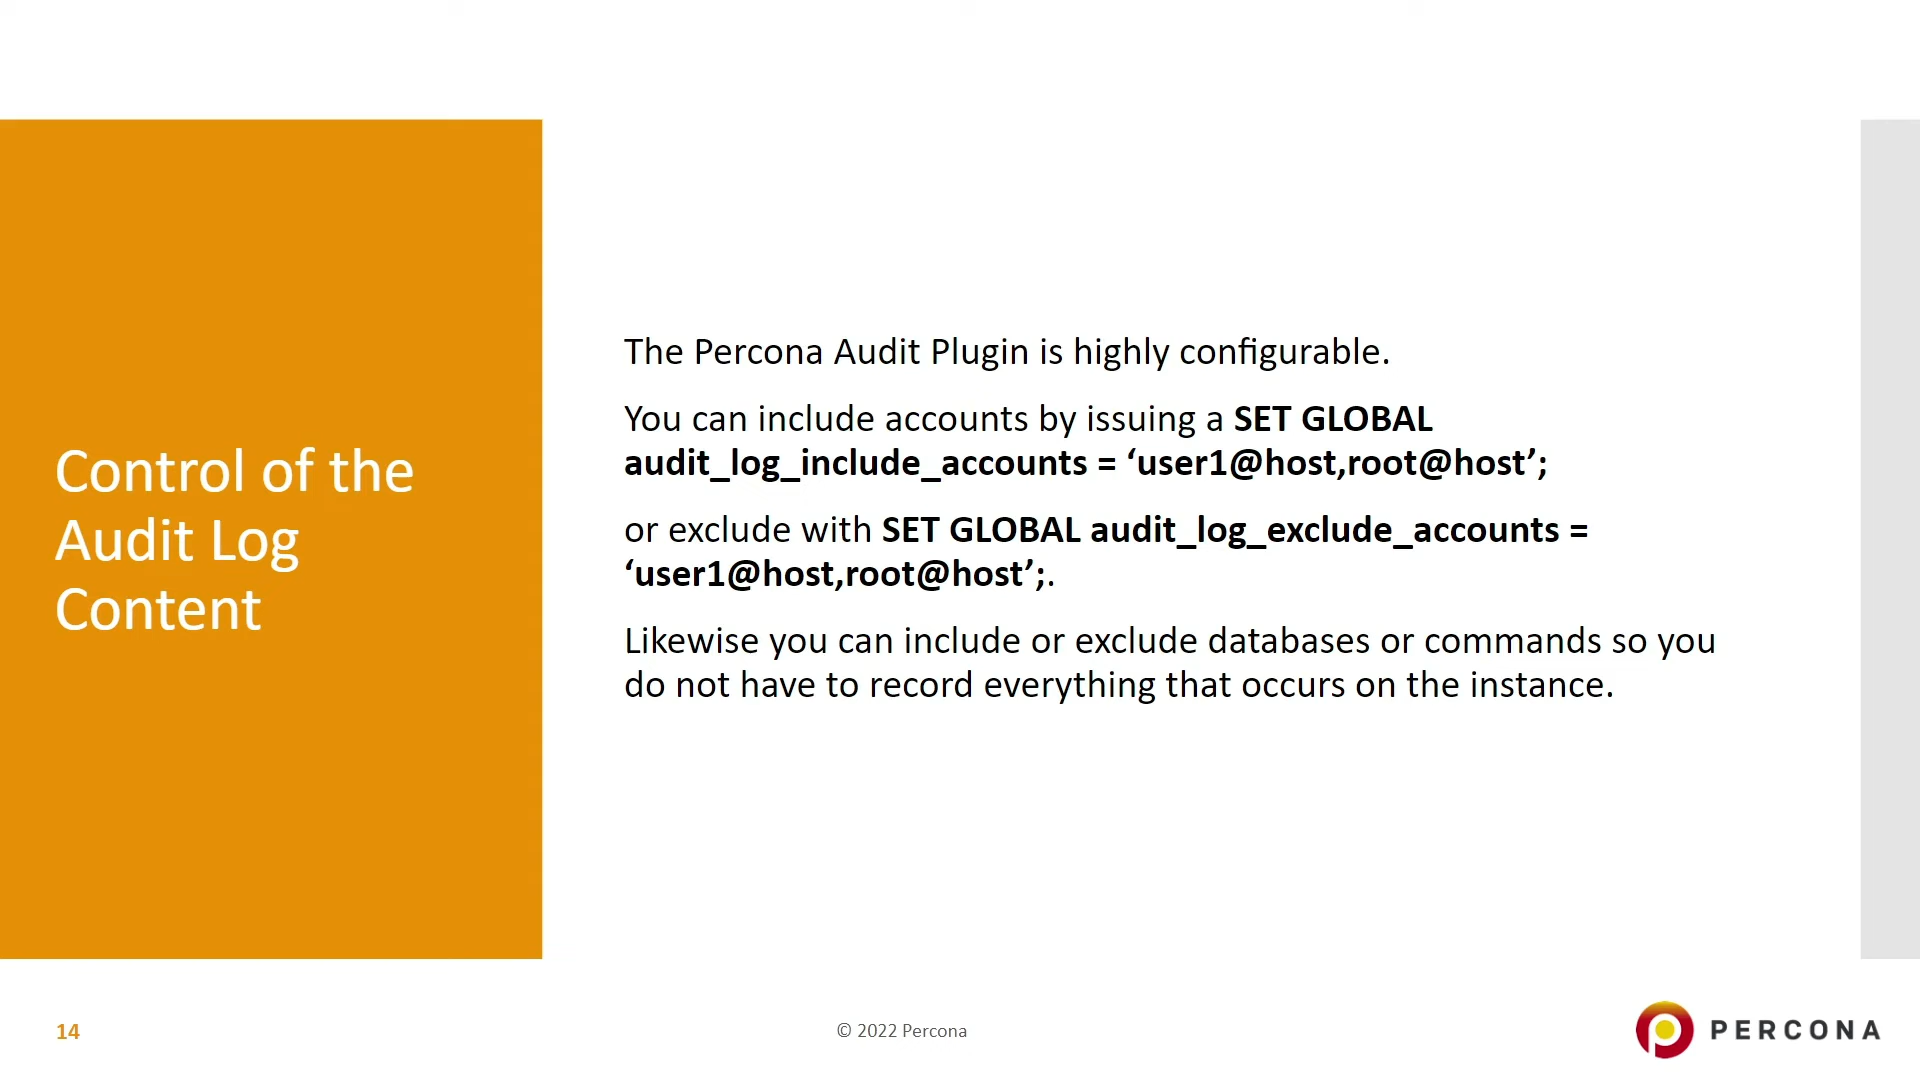 Control of the
Audit Log
Content
The Percona Audit Plugin is highly configurable.
You can include accounts by issuing a SET GLOBAL
audit_log_include_accounts = ‘user1@host,root@host’;
or exclude with SET GLOBAL audit_log_exclude_accounts =
‘user1@host,root@host’;.
Likewise you can include or exclude databases or commands so you
do not have to record everything that occurs on the instance.
14
© 2022 Percona
PERCONA